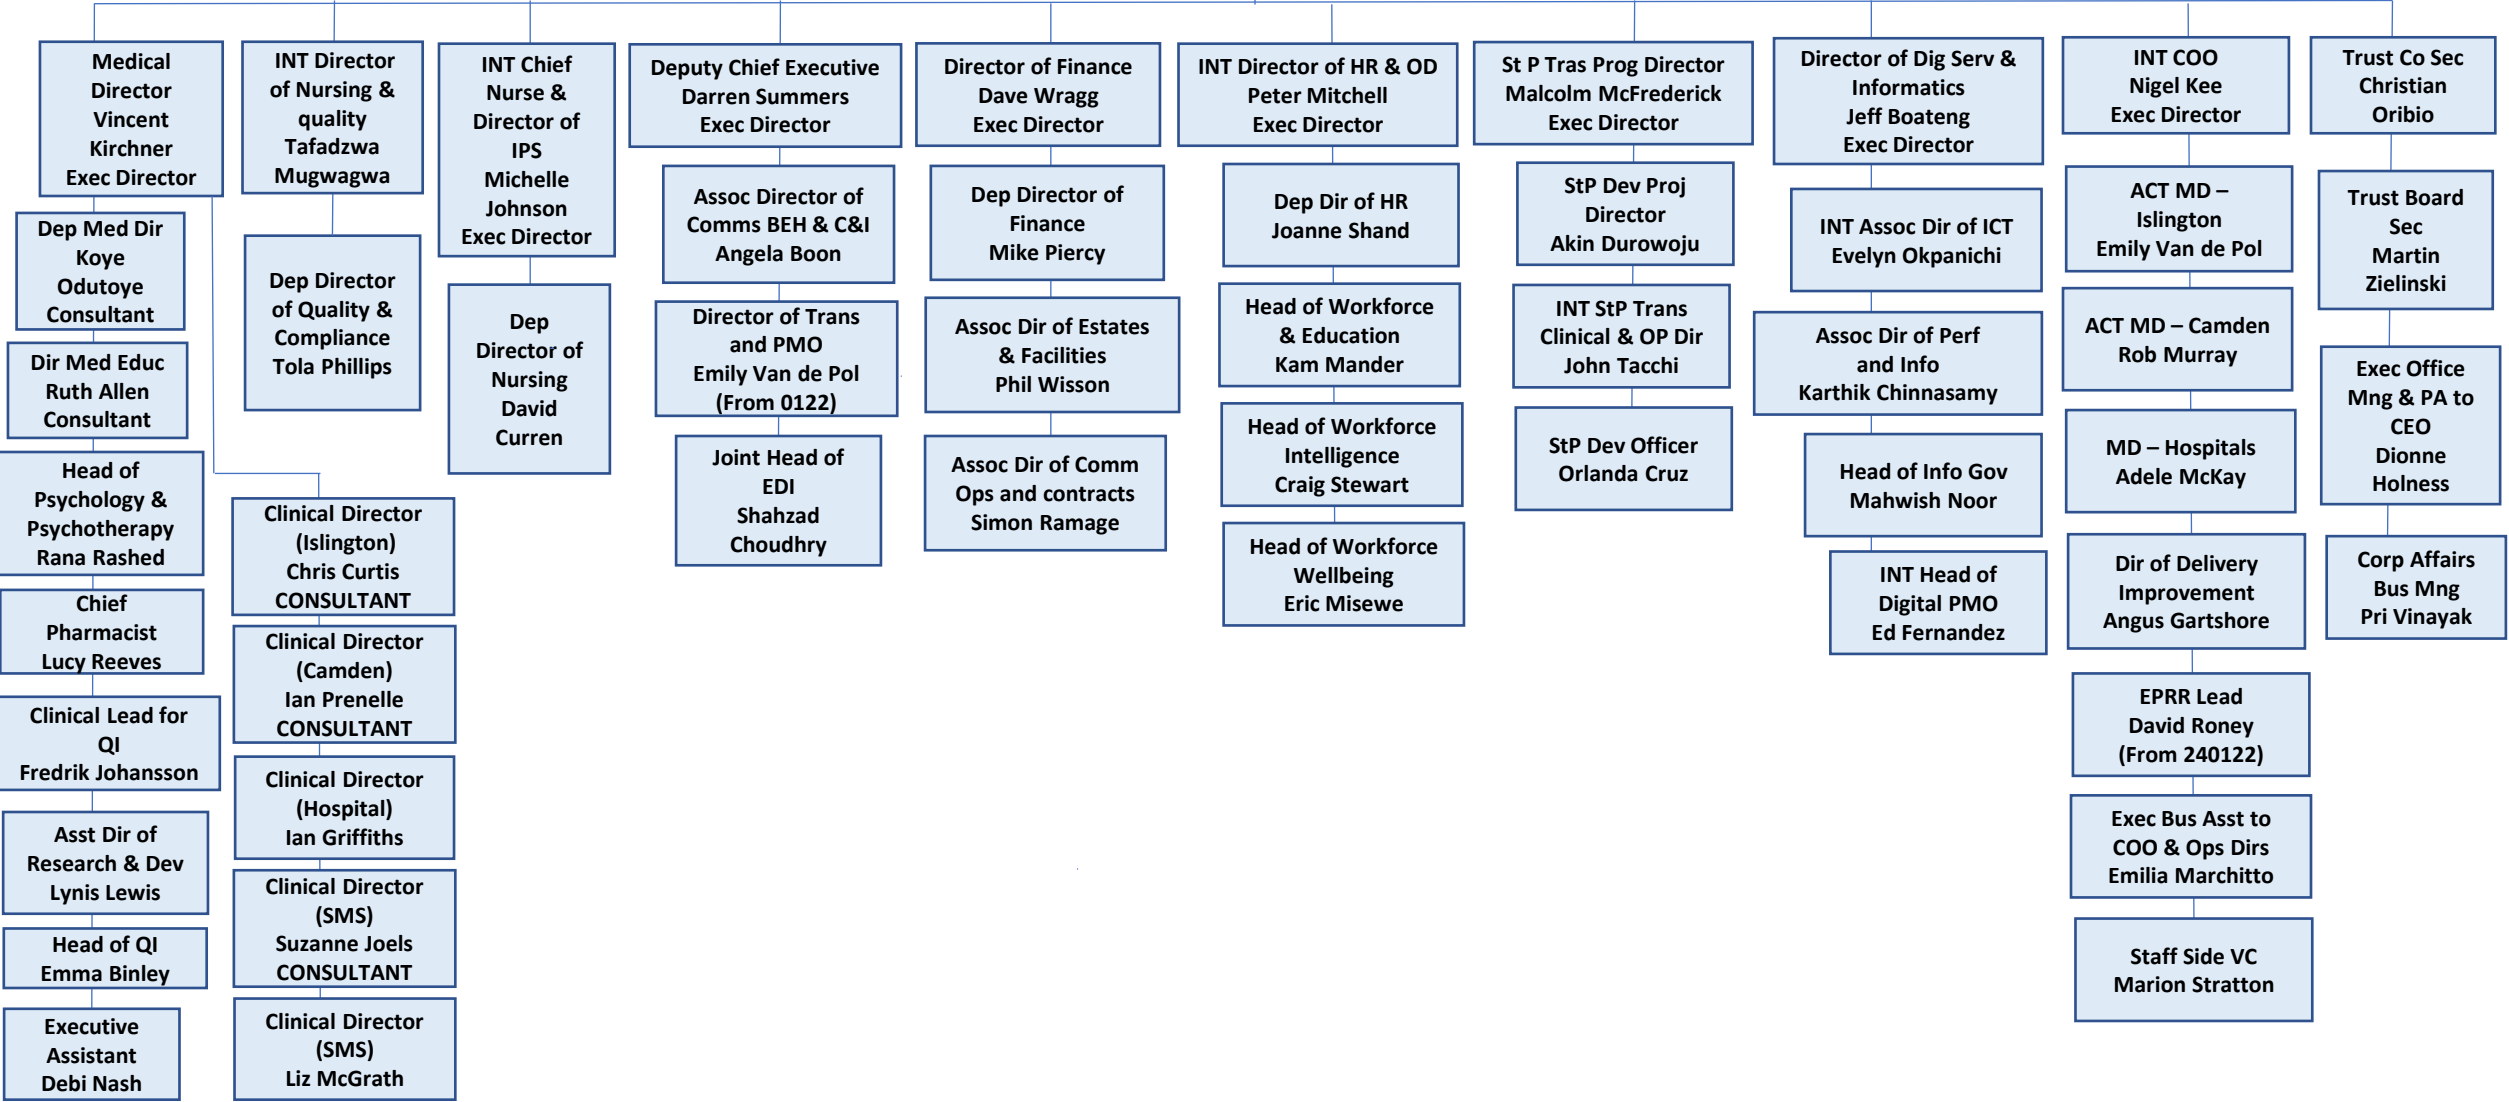 Medical
Director
Vincent
Kirchner
Exec Director
Dep Med Dir
Koye
Odutoye
Consultant
Dir Med Educ
Ruth Allen
Consultant
Head of
Psychology &
Psychotherapy
Rana Rashed
Chief
Pharmacist
Lucy Reeves
Clinical Lead for
QI
Fredrik Johansson
Asst Dir of
Research & Dev
Lynis Lewis
Head of QI
Emma Binley
Executive
Assistant
Debi Nash
Clinical Director
(Islington)
Chris Curtis
CONSULTANT
Clinical Director
(Camden)
Ian Prenelle
CONSULTANT
Clinical Director
(Hospital)
Ian Griffiths
Clinical Director
(SMS)
Suzanne Joels
CONSULTANT
Clinical Director
(SMS)
Liz McGrath
INT Director
of Nursing &
quality
Tafadzwa
Mugwagwa
Dep Director
of Quality &
Compliance
Tola Phillips
INT Chief
Nurse &
Director of
IPS
Michelle
Johnson
Exec Director
Dep
Director of
Nursing
David
Curren
Deputy Chief Executive
Darren Summers
Exec Director
Assoc Director of
Comms BEH & C&I
Angela Boon
Director of Trans
and PMO
Emily Van de Pol
(From 0122)
Joint Head of
EDI
Shahzad
Choudhry
Director of Finance
Dave Wragg
Exec Director
Dep Director of
Finance
Mike Piercy
Assoc Dir of Estates
& Facilities
Phil Wisson
Assoc Dir of Comm
Ops and contracts
Simon Ramage
INT Director of HR & OD
Peter Mitchell
Exec Director
Dep Dir of HR
Joanne Shand
Head of Workforce
& Education
Kam Mander
Head of Workforce
Intelligence
Craig Stewart
Head of Workforce
Wellbeing
Eric Misewe
St P Tras Prog Director
Malcolm McFrederick
Exec Director
StP Dev Proj
Director
Akin Durowoju
INT StP Trans
Clinical & OP Dir
John Tacchi
StP Dev Officer
Orlanda Cruz
Director of Dig Serv &
Informatics
Jeff Boateng
Exec Director
INT Assoc Dir of ICT
Evelyn Okpanichi
Assoc Dir of Perf
and Info
Karthik Chinnasamy
Head of Info Gov
Mahwish Noor
INT Head of
Digital PMO
Ed Fernandez
INT COO
Nigel Kee
Exec Director
ACT MD –
Islington
Emily Van de Pol
ACT MD – Camden
Rob Murray
MD – Hospitals
Adele McKay
Dir of Delivery
Improvement
Angus Gartshore
EPRR Lead
David Roney
(From 240122)
Exec Bus Asst to
COO & Ops Dirs
Emilia Marchitto
Staff Side VC
Marion Stratton
Trust Co Sec
Christian
Oribio
Trust Board
Sec
Martin
Zielinski
Exec Office
Mng & PA to
CEO
Dionne
Holness
Corp Affairs
Bus Mng
Pri Vinayak